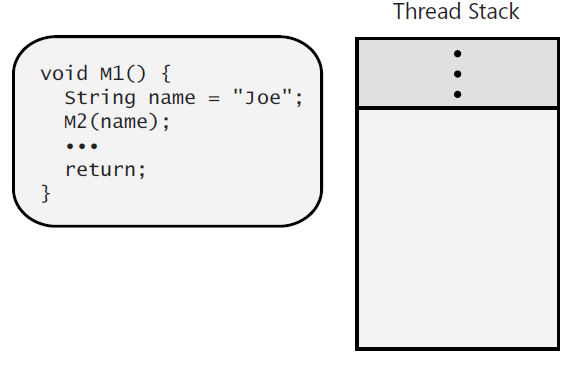 Thread Stack
void M1() {
String name = "Joe";
M2(name);
•••
return;
}